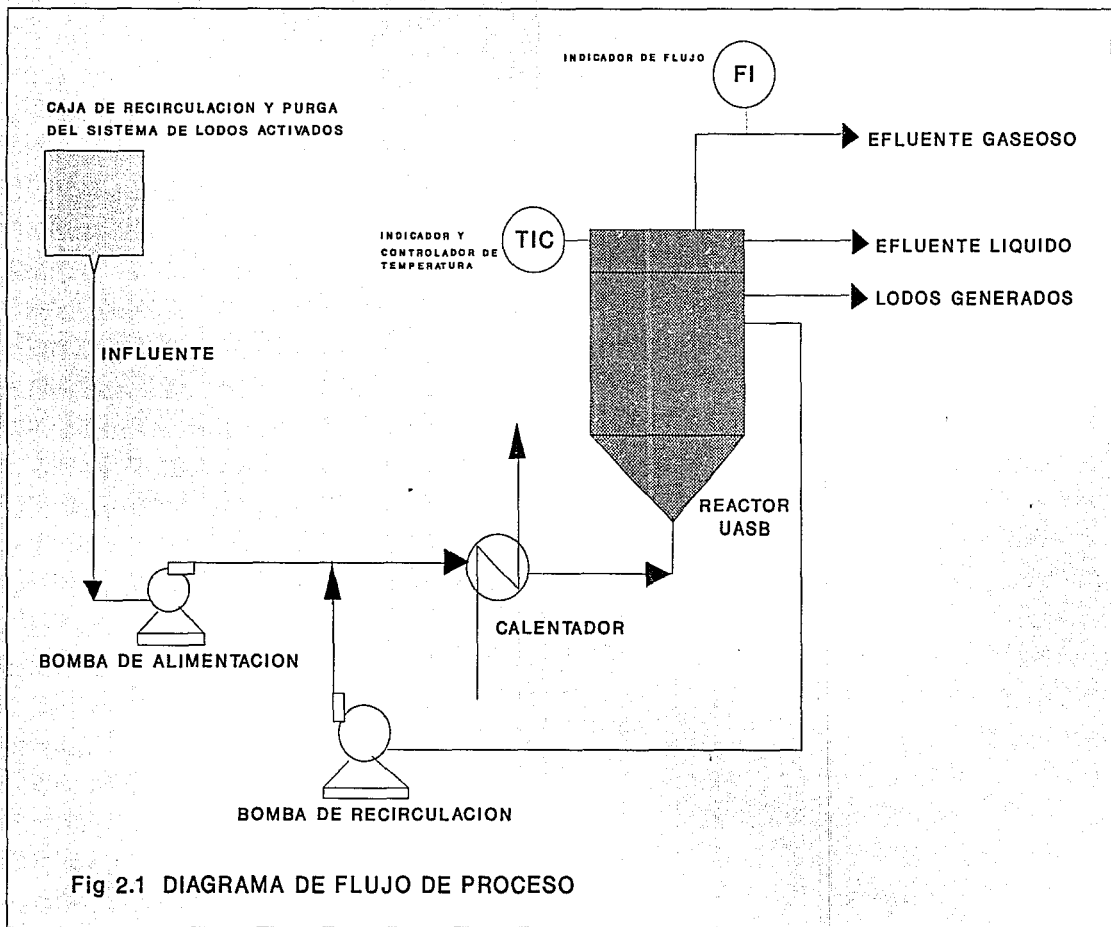 INDICADOR DE FLUJO
FI
CAJA DE RECIRCULACION Y PURGA
DEL SISTEMA DE LODOS ACTIVADOS
EFLUENTE GASEOSO
INDICADOR Y
CONTROLADOR DE
TEMPERATURA
TIC
EFLUENTE LIQUIDO
LODOS GENERADOS
INFLUENTE
REACTOR
UASB
CALENTADOR
BOMBA DE ALIMENTACION
BOMBA DE RECIRCULACION
Fig 2.1 DIAGRAMA DE FLUJO DE PROCESO